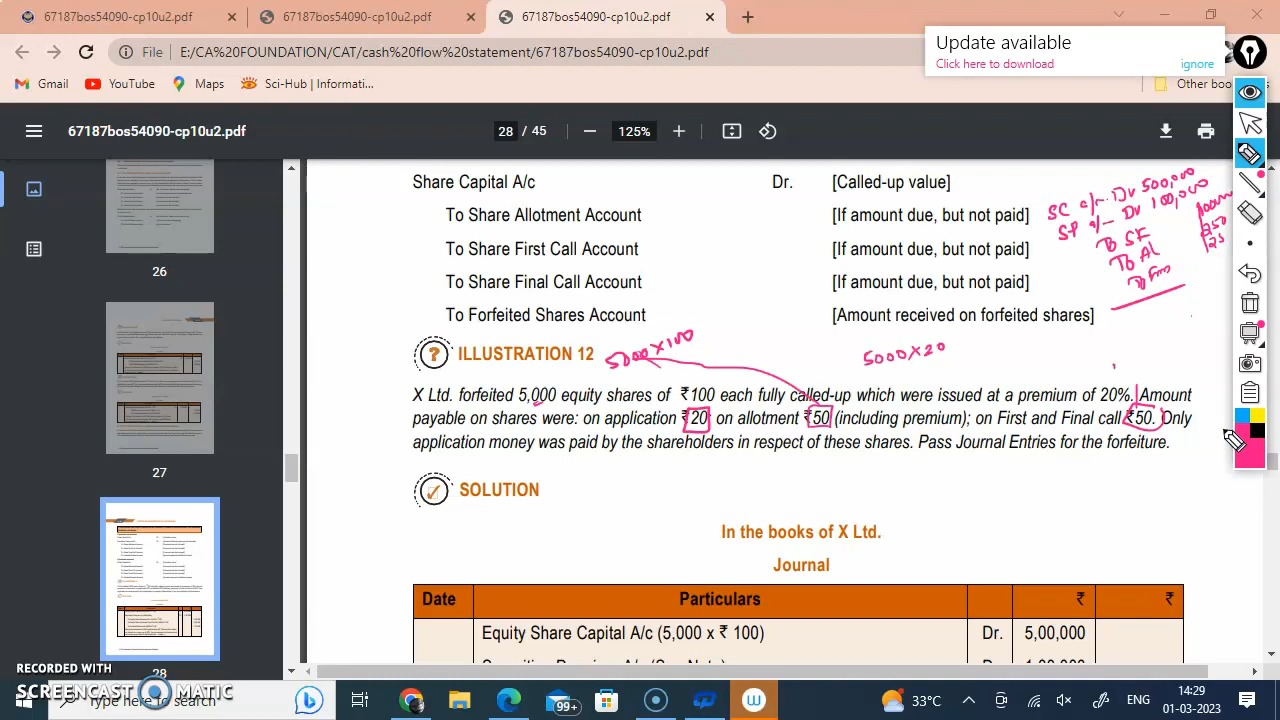 67187bos54090-cp10u2.pdf
67187bos54090-cp10u2.pdf
67187bos54090-cp10u2.pdf
File
E:/CA%20FOUNDATION/CAT/cash%20flow%20statement/67187bos54090-cp10u2.pdf
Update available
Click here to download
ignore
Gmail
YouTube
Maps
Sci-Hub | Informati...
Other boo
67187bos54090-cp10u2.pdf
28 / 45
125%
26
27
28
Share Capital A/c Dr. [Called-up value]
To Share Allotment Account [If amount due, but not paid]
To Share First Call Account [If amount due, but not paid]
To Share Final Call Account [If amount due, but not paid]
To Forfeited Shares Account [Amount received on forfeited shares]
SC a/c Dr 500,000
SP a/c Dr 100,000
To SF
To Al
250
ILLUSTRATION 12
5000×100
5000×20
X Ltd. forfeited 5,000 equity shares of ₹100 each fully called-up which were issued at a premium of 20%. Amount
payable on shares were: on application ₹20 on allotment ₹50 (including premium); on First and Final call ₹50. Only
application money was paid by the shareholders in respect of these shares. Pass Journal Entries for the forfeiture.
SOLUTION
In the books of X Ltd.
Journal
Date Particulars ₹ ₹
Equity Share Capital A/c (5,000 x ₹ 100) Dr. 5,00,000
RECORDED WITH
SCREENCAST MATIC
Type here to search
99+
33°C
ENG
14:29
01-03-2023